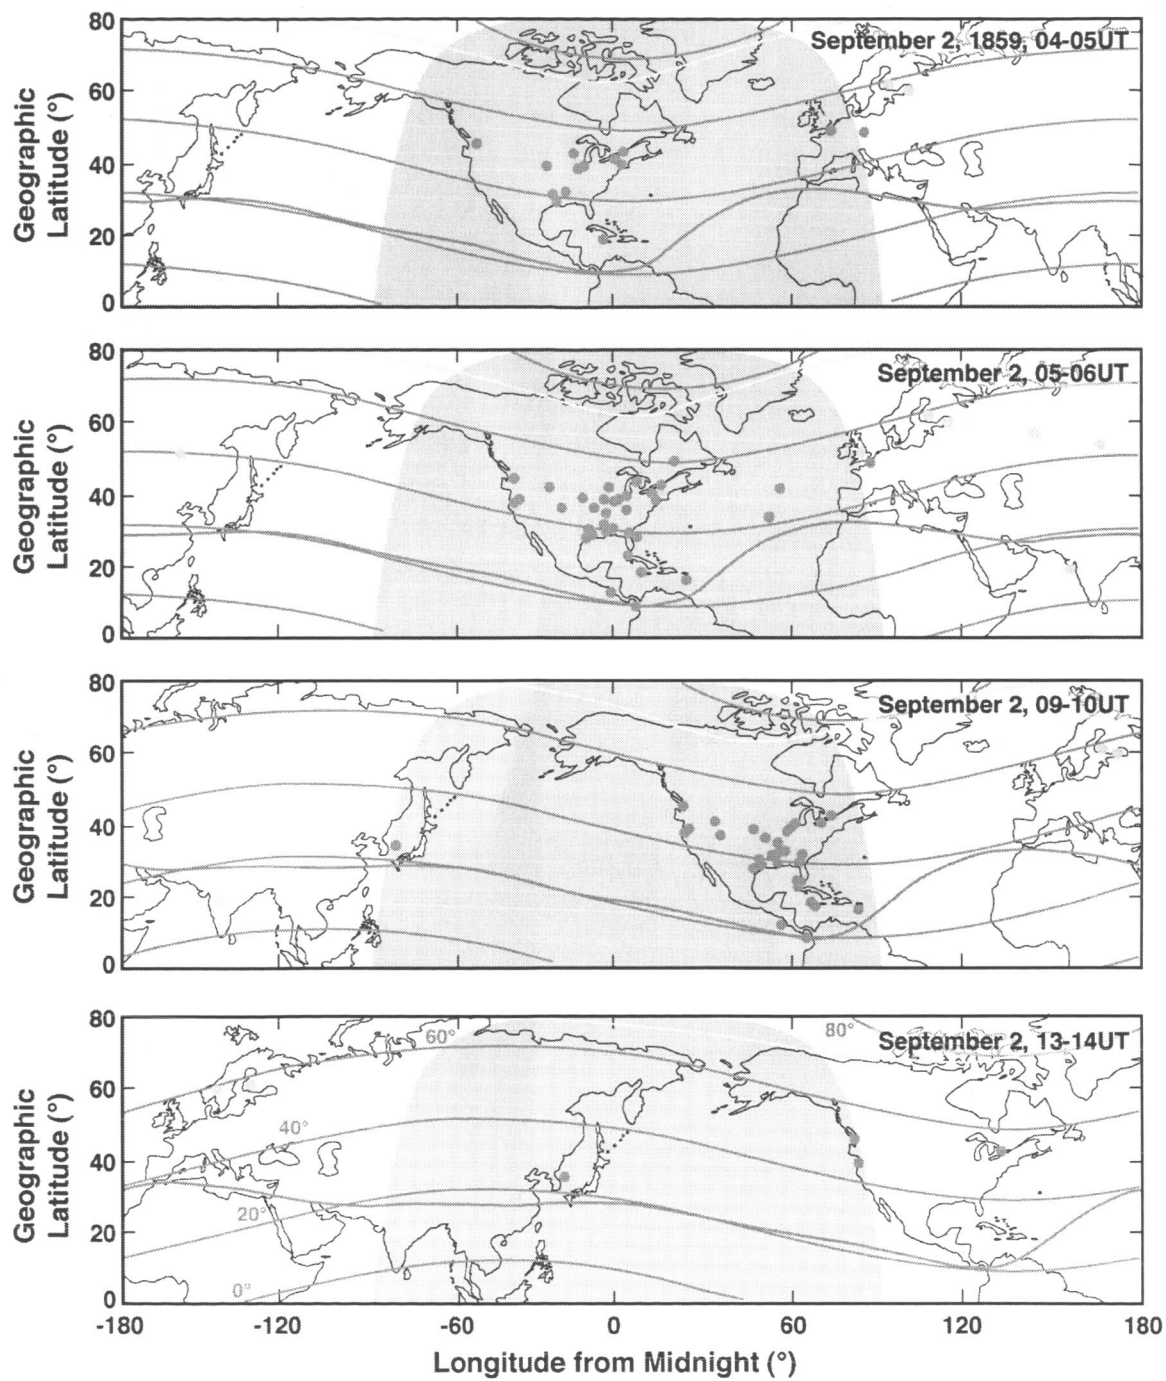 80
60
40
20
0
Geographic
Latitude (°)
September 2, 1859, 04-05UT
80
60
40
20
0
Geographic
Latitude (°)
September 2, 05-06UT
80
60
40
20
0
Geographic
Latitude (°)
September 2, 09-10UT
80
60
40
20
0
Geographic
Latitude (°)
September 2, 13-14UT
60°
80°
40°
20°
0°
-180
-120
-60
0
60
120
180
Longitude from Midnight (°)